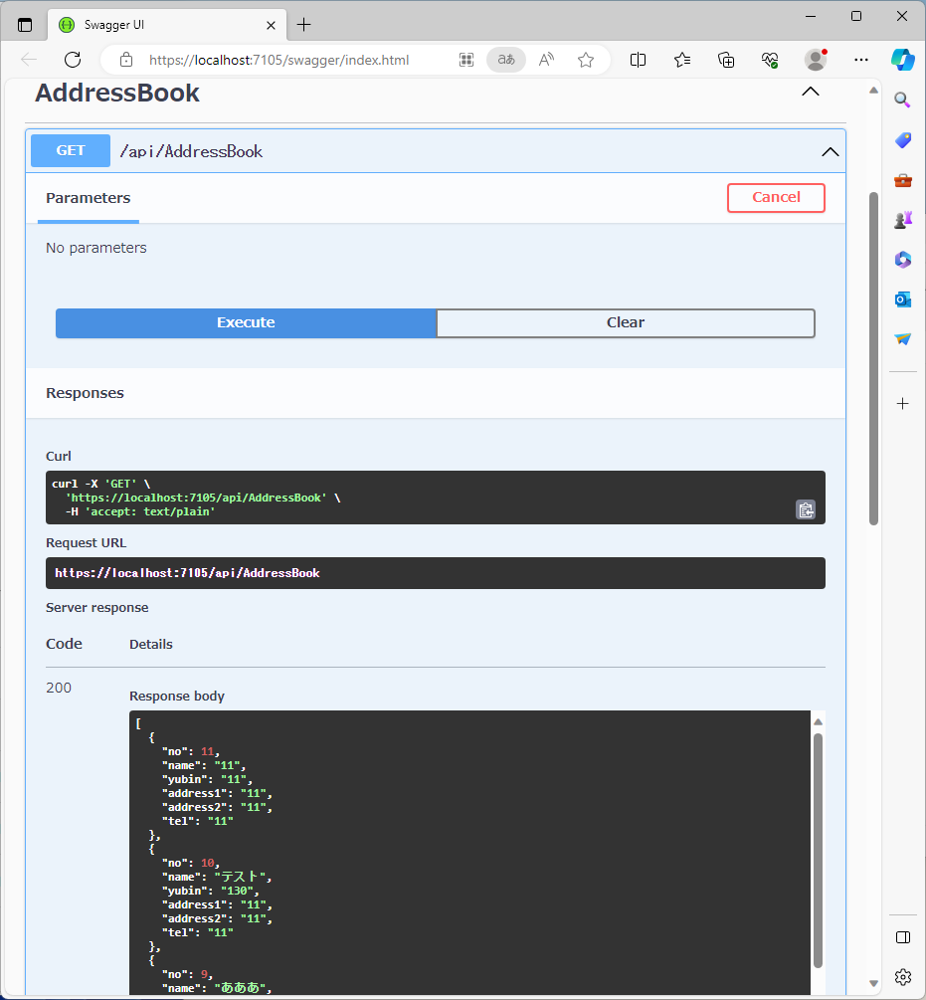 Swagger UI
https://localhost:7105/swagger/index.html
ああ
AddressBook
GET /api/AddressBook
Parameters
Cancel
No parameters
Execute
Clear
Responses
Curl
curl -X 'GET' \
'https://localhost:7105/api/AddressBook' \
-H 'accept: text/plain'
Request URL
https://localhost:7105/api/AddressBook
Server response
Code Details
200
Response body
[
{
"no": 11,
"name": "11",
"yubin": "11",
"address1": "11",
"address2": "11",
"tel": "11"
},
{
"no": 10,
"name": "テスト",
"yubin": "130",
"address1": "11",
"address2": "11",
"tel": "11"
},
{
"no": 9,
"name": "あああ",